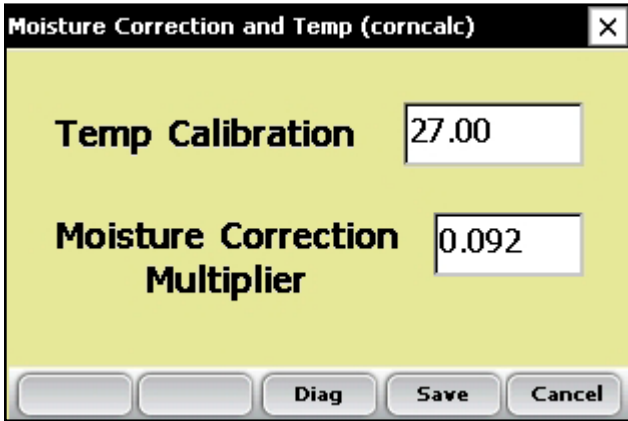 Moisture Correction and Temp (corncalc)
Temp Calibration 27.00
Moisture Correction 0.092
Multiplier
Diag Save Cancel